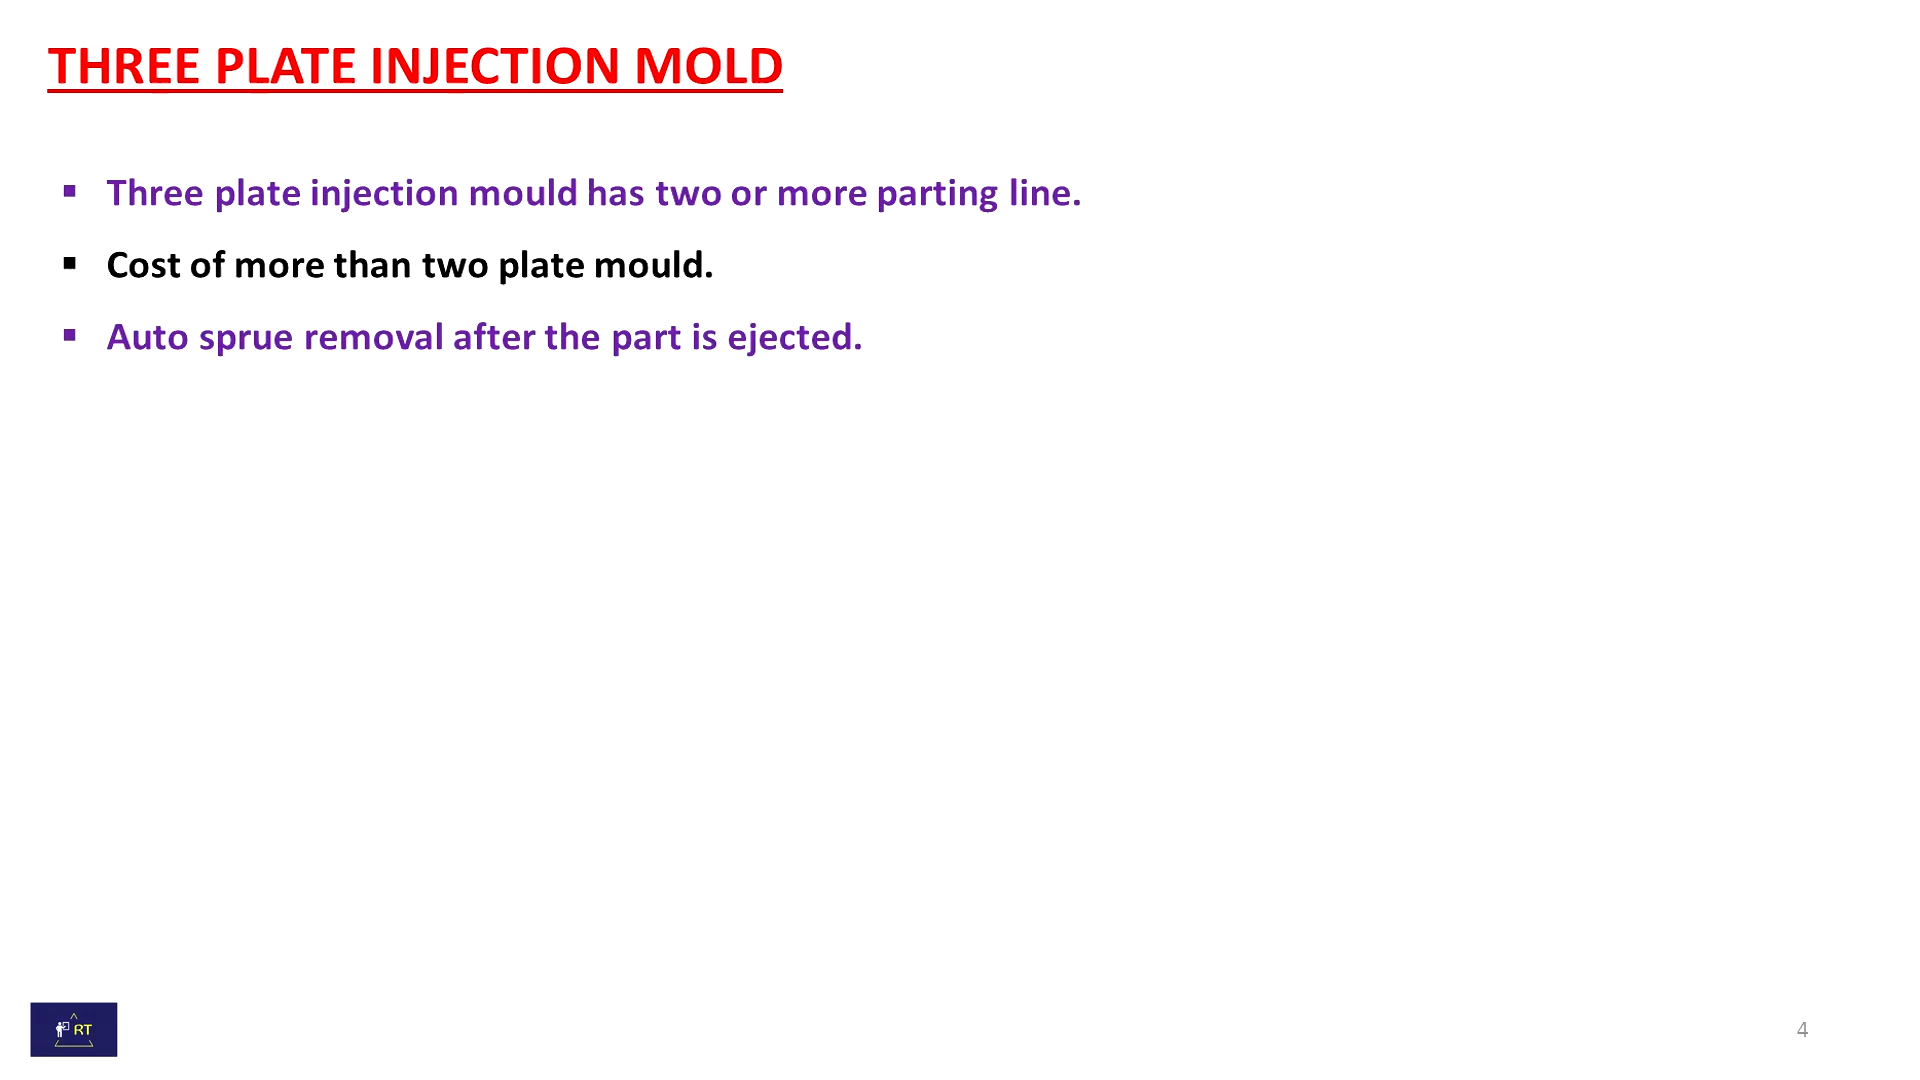 THREE PLATE INJECTION MOLD
▪ Three plate injection mould has two or more parting line.
▪ Cost of more than two plate mould.
▪ Auto sprue removal after the part is ejected.
RT
4